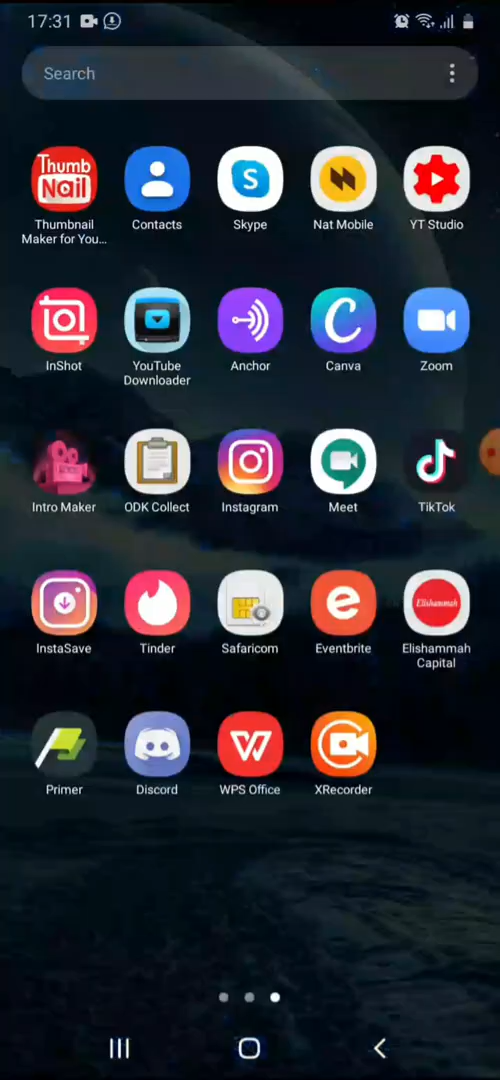 17:31
Search
Thumb
Nail
Thumbnail
Maker for You...
Contacts
S
Skype
Nat Mobile
YT Studio
InShot
YouTube
Downloader
Anchor
C
Canva
Zoom
Intro Maker
ODK Collect
Instagram
Meet
TikTok
InstaSave
Tinder
Safaricom
e
Eventbrite
Elishammah
Elishammah
Capital
Primer
Discord
W
WPS Office
XRecorder